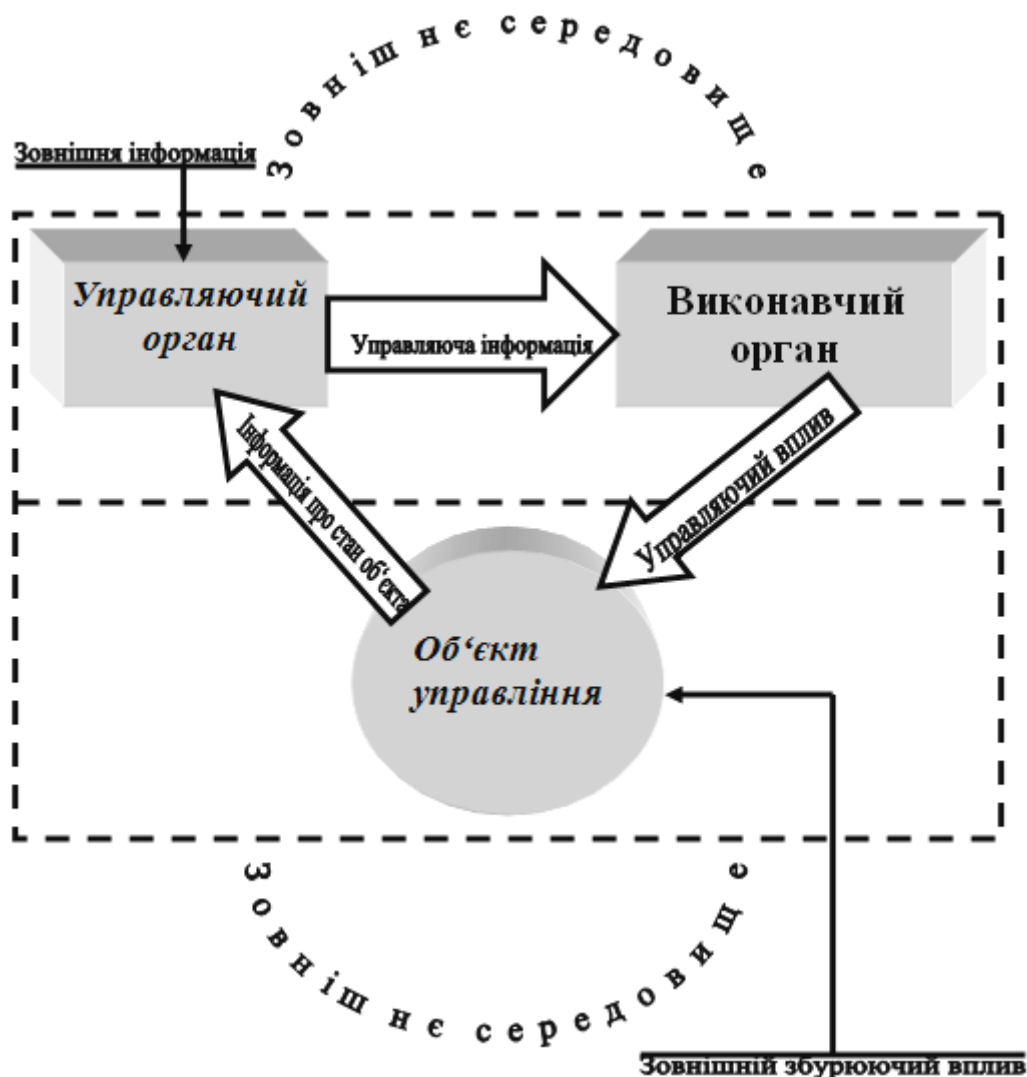 Зовнішнє середовище
Зовнішня інформація
Управляючий
орган
Управляюча інформація
Виконавчий
орган
Інформація про стан об‘єкта
Управляючий вплив
Об‘єкт
управління
Зовнішнє середовище
Зовнішній збурюючий вплив